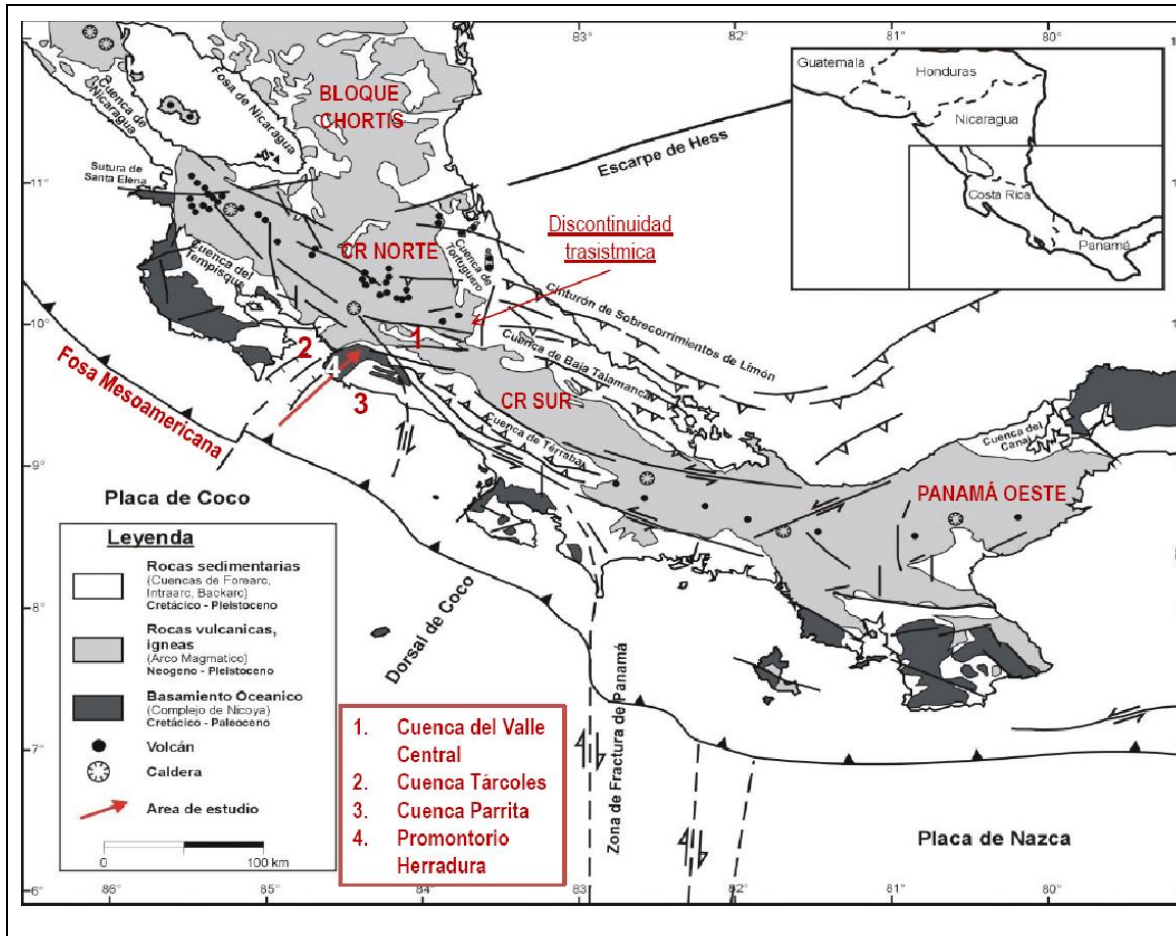 83°
82°
81°
80°
Guatemala
Honduras
Nicaragua
Costa Rica
Panamá
Cuenca de
Nicaragua
Fosa de Nicaragua
BLOQUE
CHORTIS
Escarpe de Hess
11°
Sutura de
Santa Elena
Discontinuidad
trasístmica
CR NORTE
Cuenca de
Tortuguero
Cuenca del
Tempisque
Cinturón de Sobrecorrimientos de Limón
10°
1
2
4
3
Cuenca de Baja Talamanca
Fosa Mesoamericana
CR SUR
Cuenca de Térraba
Cuenca del
Canal
9°
Placa de Coco
PANAMÁ OESTE
Leyenda
Rocas sedimentarias
(Cuencas de Forearc,
Intraarc, Backarc)
Cretácico - Pleistoceno
Rocas vulcanicas,
igneas
(Arco Magmatico)
Neogeno - Pleistoceno
Basamiento Oceanico
(Complejo de Nicoya)
Cretácico - Paleoceno
Volcán
Caldera
Area de estudio
0
100 km
8°
Dorsal de Coco
7°
1. Cuenca del Valle
Central
2. Cuenca Tárcoles
3. Cuenca Parrita
4. Promontorio
Herradura
Zona de Fractura de Panamá
Placa de Nazca
6°
86°
85°
84°
83°
82°
81°
80°